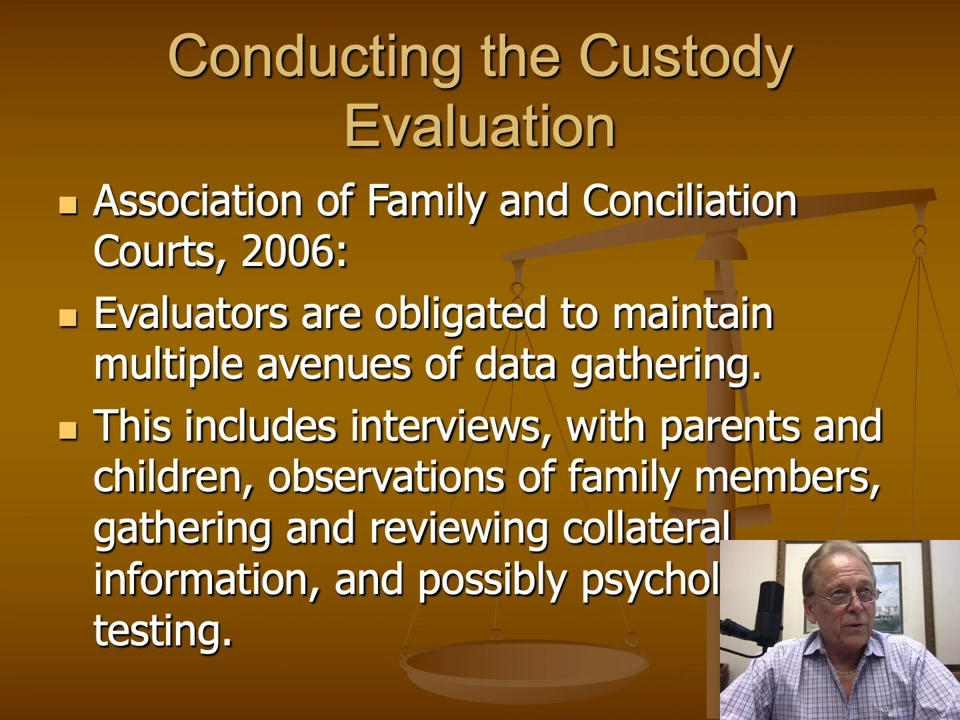 Conducting the Custody
Evaluation
Association of Family and Conciliation
Courts, 2006:
Evaluators are obligated to maintain
multiple avenues of data gathering.
This includes interviews, with parents and
children, observations of family members,
gathering and reviewing collateral
information, and possibly psychol
testing.